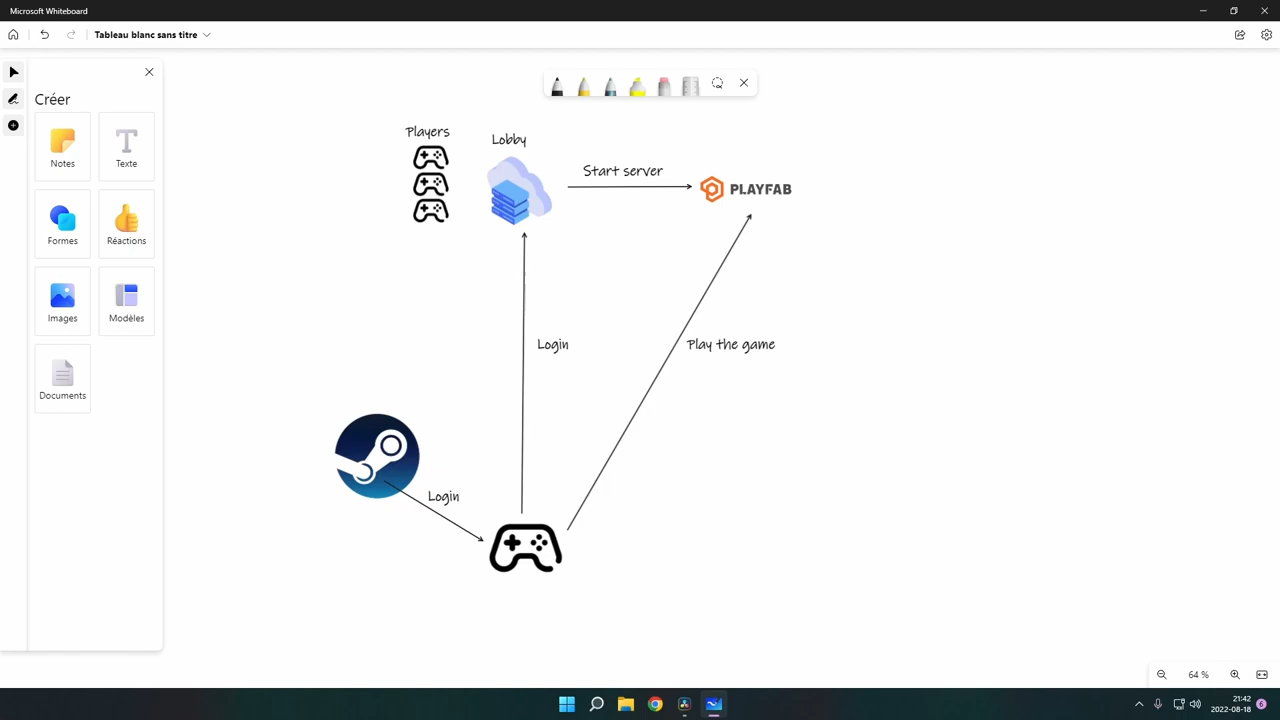 Microsoft Whiteboard
Tableau blanc sans titre
Créer
Notes
Texte
Formes
Réactions
Images
Modèles
Documents
Players
Lobby
Start server
PLAYFAB
Login
Play the game
Login
64 %
21:42
2022-08-18
6